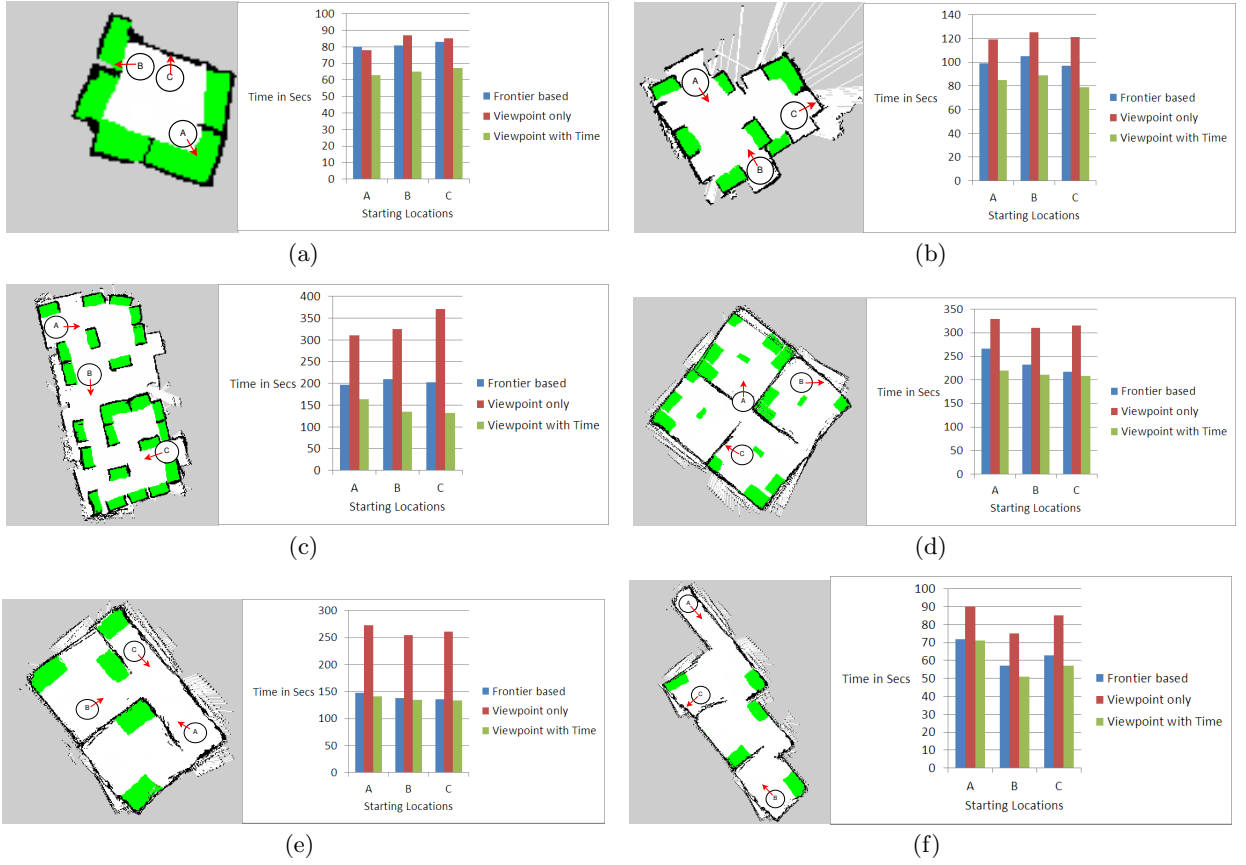 B
C
A
100
90
80
70
60
50
40
30
20
10
0
Time in Secs
A B C
Starting Locations
Frontier based
Viewpoint only
Viewpoint with Time
(a)
A
C
B
140
120
100
80
60
40
20
0
Time in Secs
A B C
Starting Locations
Frontier based
Viewpoint only
Viewpoint with Time
(b)
A
B
C
400
350
300
250
200
150
100
50
0
Time in Secs
A B C
Starting Locations
Frontier based
Viewpoint only
Viewpoint with Time
(c)
B
A
C
350
300
250
200
150
100
50
0
Time in Secs
A B C
Starting Locations
Frontier based
Viewpoint only
Viewpoint with Time
(d)
C
B
A
300
250
200
150
100
50
0
Time in Secs
A B C
Starting Locations
Frontier based
Viewpoint only
Viewpoint with Time
(e)
A
C
B
100
90
80
70
60
50
40
30
20
10
0
Time in Secs
A B C
Starting Locations
Frontier based
Viewpoint only
Viewpoint with Time
(f)